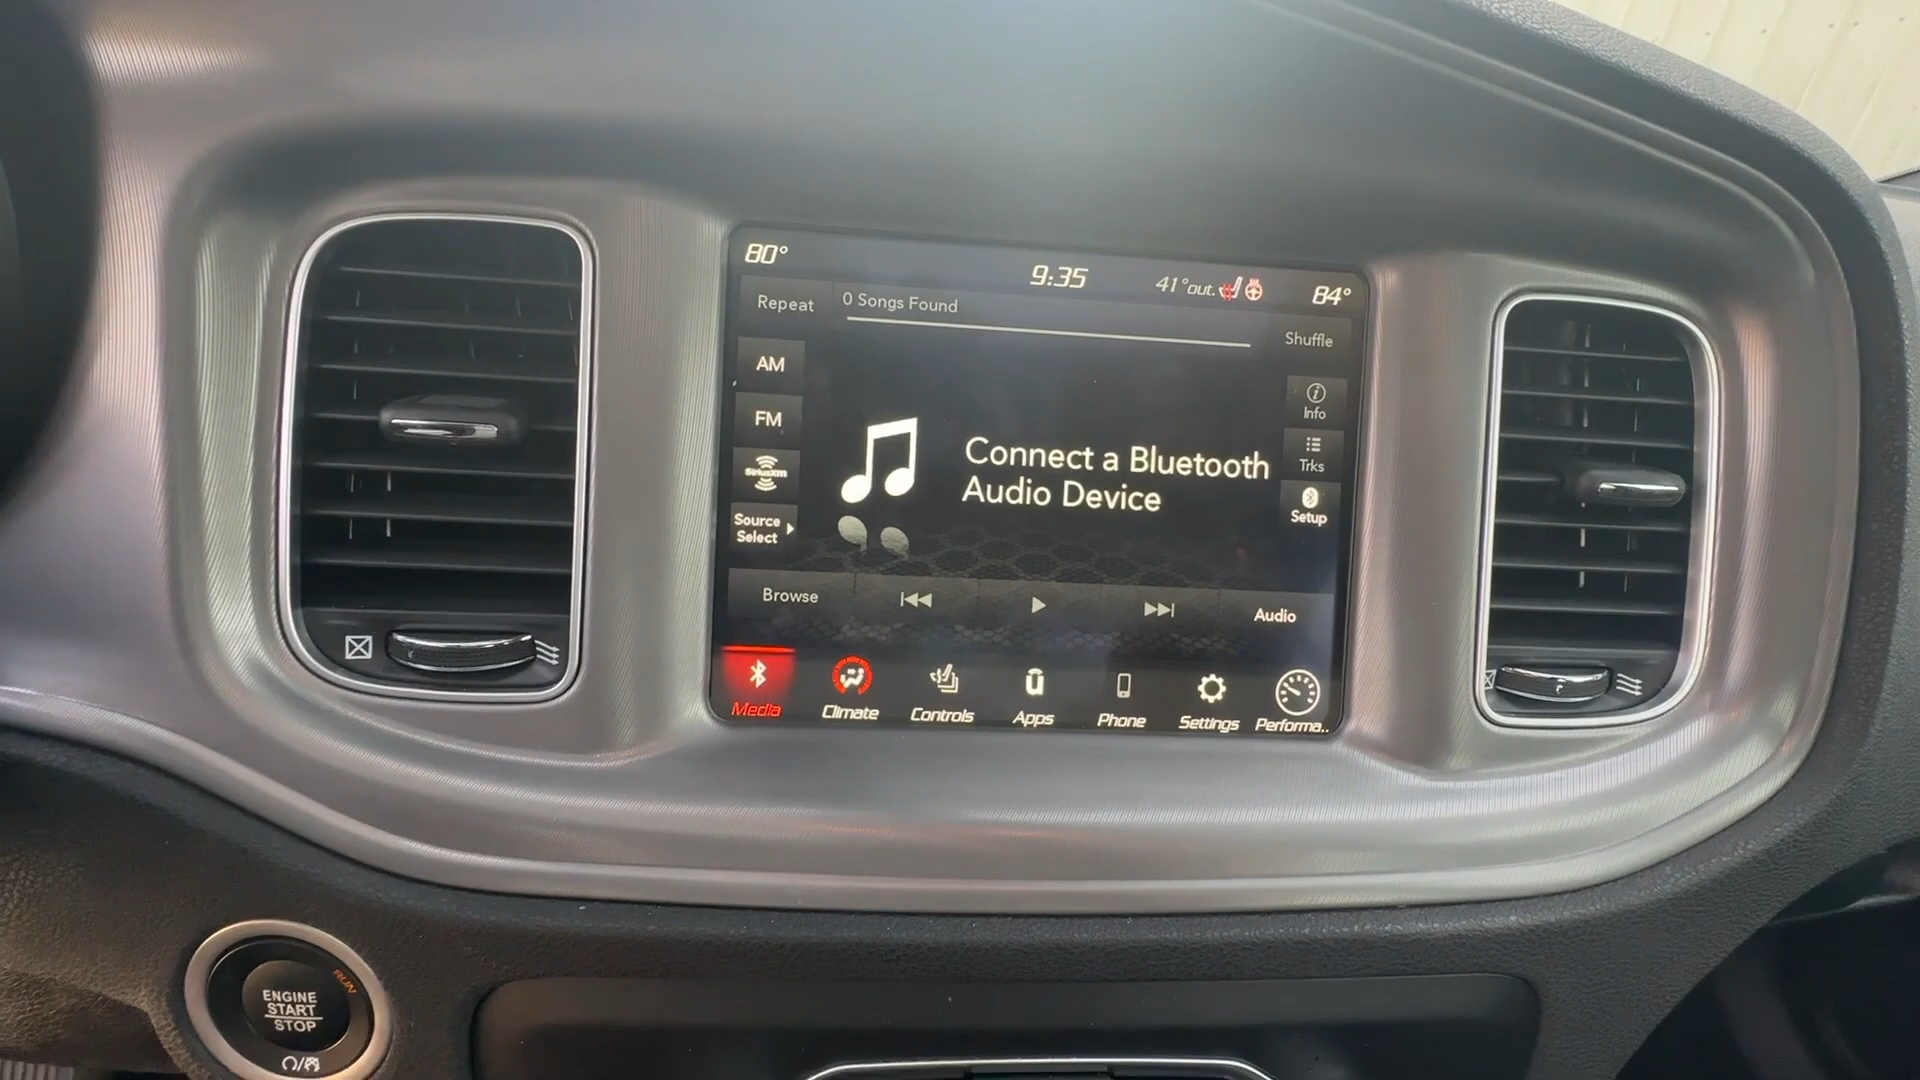 80°
9:35
41°out.
84°
Repeat
0 Songs Found
Shuffle
AM
FM
SiriusXM
Source
Select
Connect a Bluetooth
Audio Device
Info
Trks
Setup
Browse
Audio
Media
Climate
Controls
Apps
Phone
Settings
Performa..
ENGINE
START
STOP
RUN